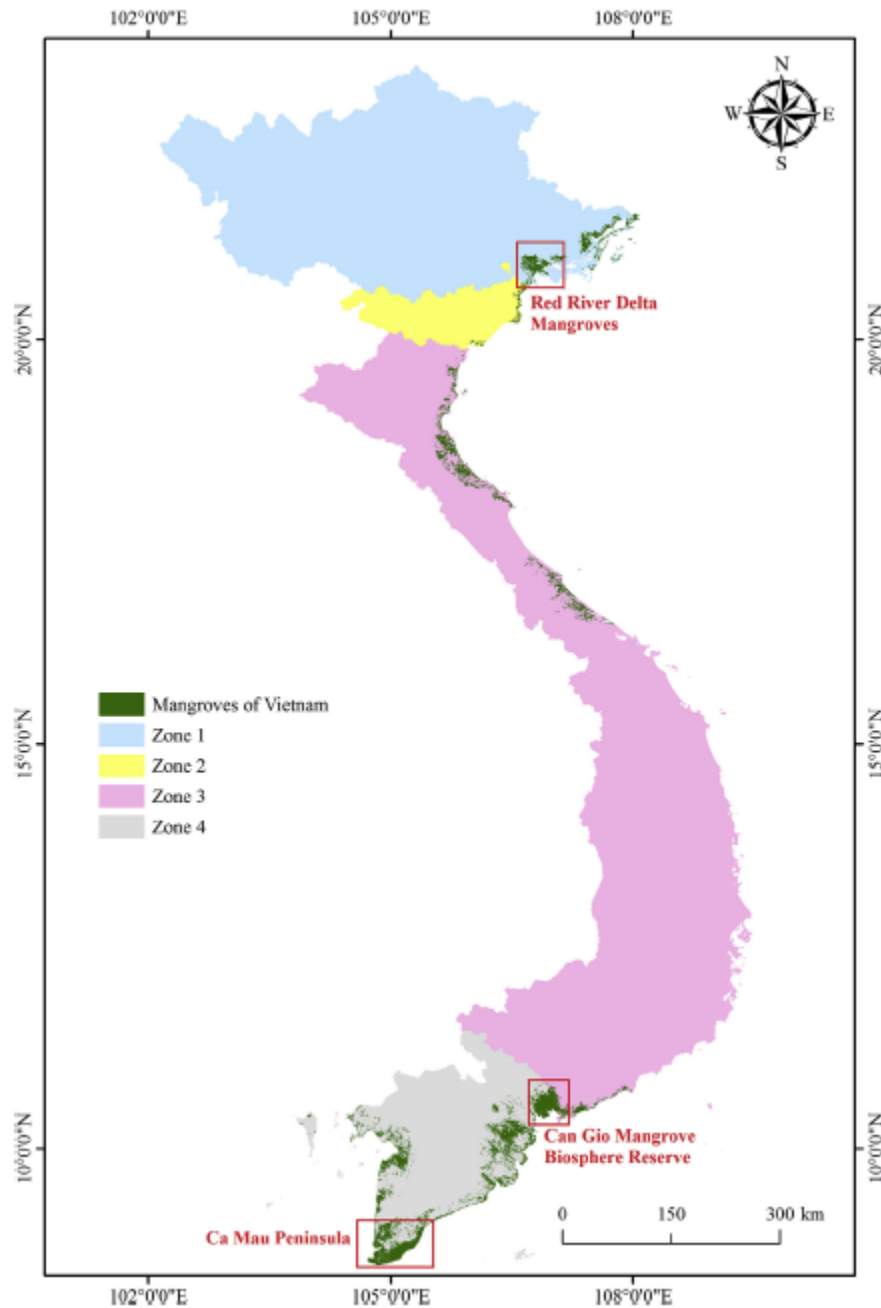 102°0'0"E 105°0'0"E 108°0'0"E
N
W E
S
Red River Delta
Mangroves
20°0'0"N 20°0'0"N
Mangroves of Vietnam
Zone 1
Zone 2
Zone 3
Zone 4
15°0'0"N 15°0'0"N
Can Gio Mangrove
Biosphere Reserve
10°0'0"N 10°0'0"N
0 150 300 km
Ca Mau Peninsula
102°0'0"E 105°0'0"E 108°0'0"E